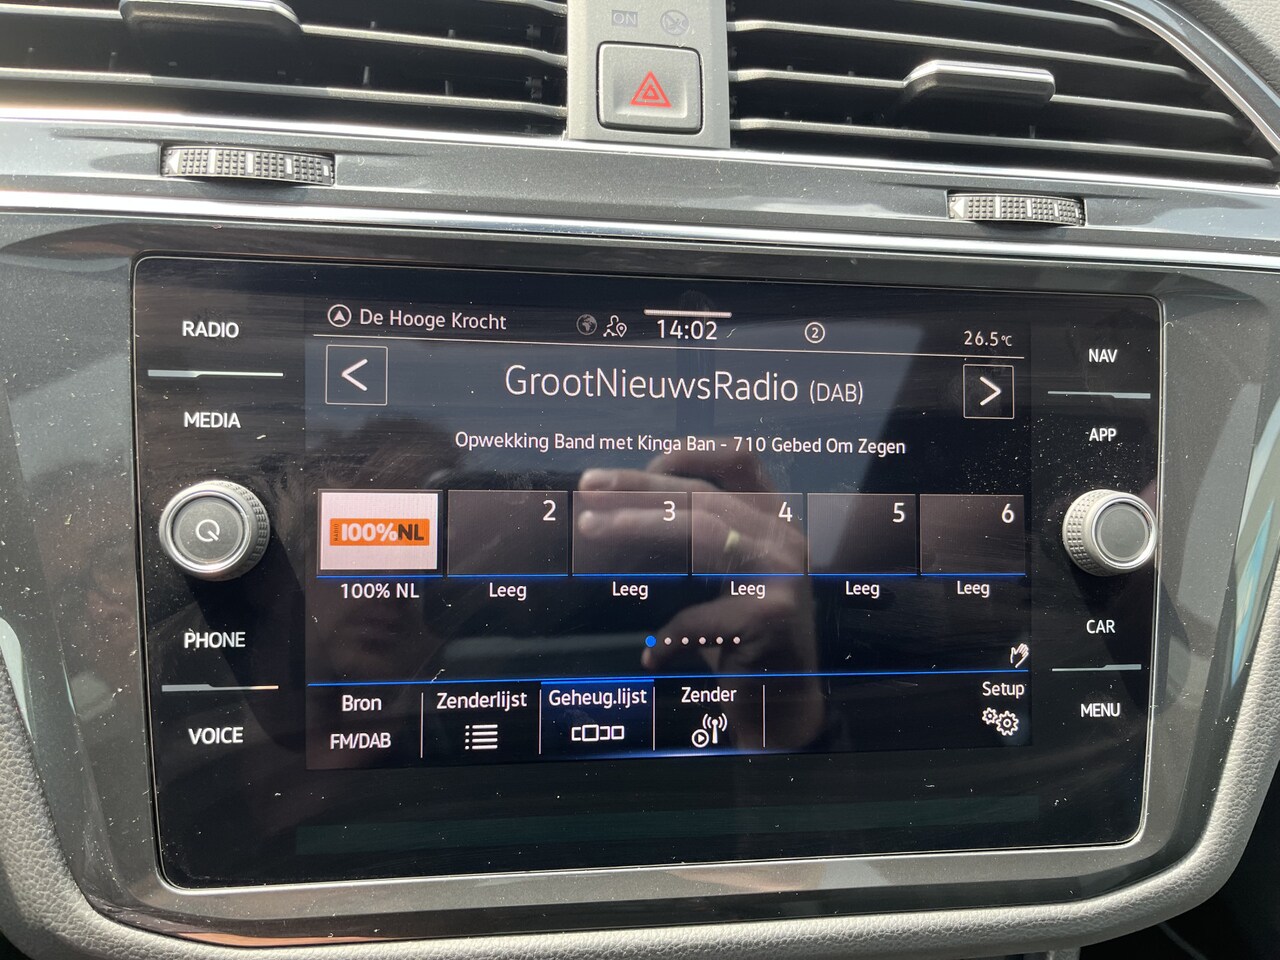 ON
RADIO
MEDIA
PHONE
VOICE
De Hooge Krocht
14:02
2
26.5°C
<
GrootNieuwsRadio (DAB)
>
Opwekking Band met Kinga Ban - 710 Gebed Om Zegen
100%NL
2
3
4
5
6
100% NL
Leeg
Leeg
Leeg
Leeg
Leeg
Bron
FM/DAB
Zenderlijst
Geheug.lijst
Zender
Setup
NAV
APP
CAR
MENU